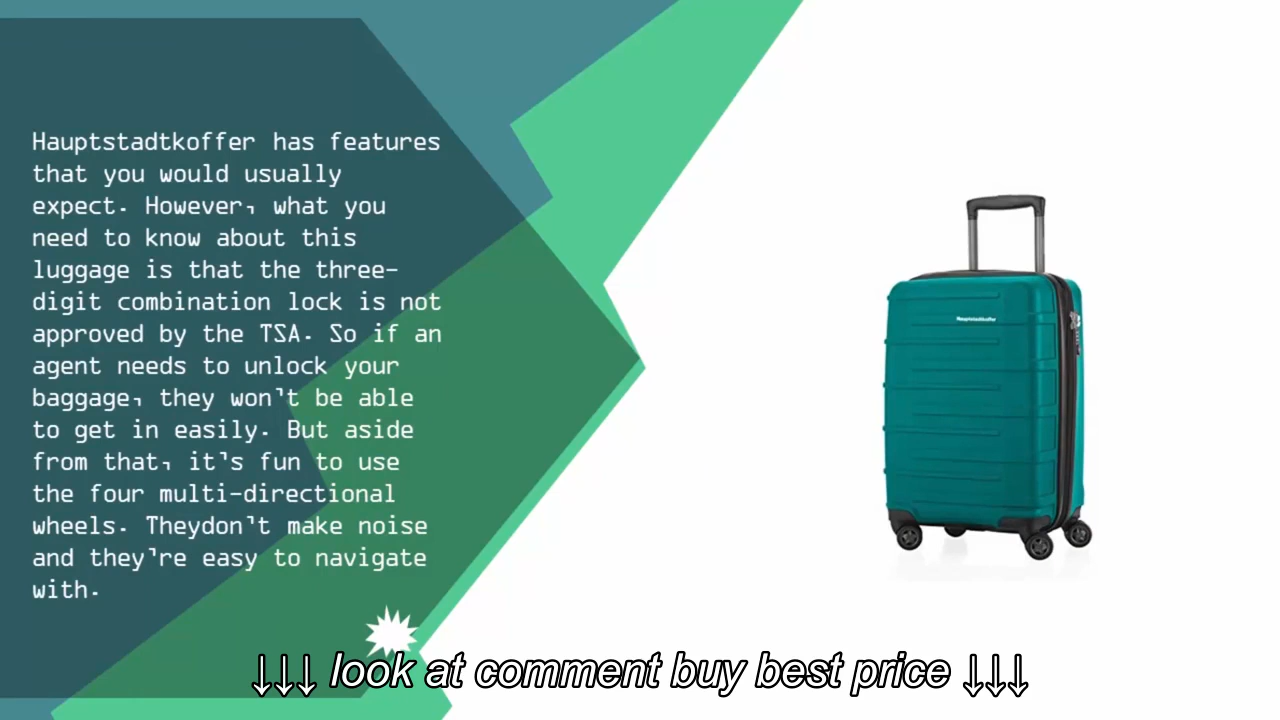 Hauptstadtkoffer has features
that you would usually
expect. However, what you
need to know about this
luggage is that the three-
digit combination lock is not
approved by the TSA. So if an
agent needs to unlock your
baggage, they won't be able
to get in easily. But aside
from that, it's fun to use
the four multi-directional
wheels. Theydon't make noise
and they're easy to navigate
with.
Hauptstadtkoffer
↓↓↓ look at comment buy best price ↓↓↓